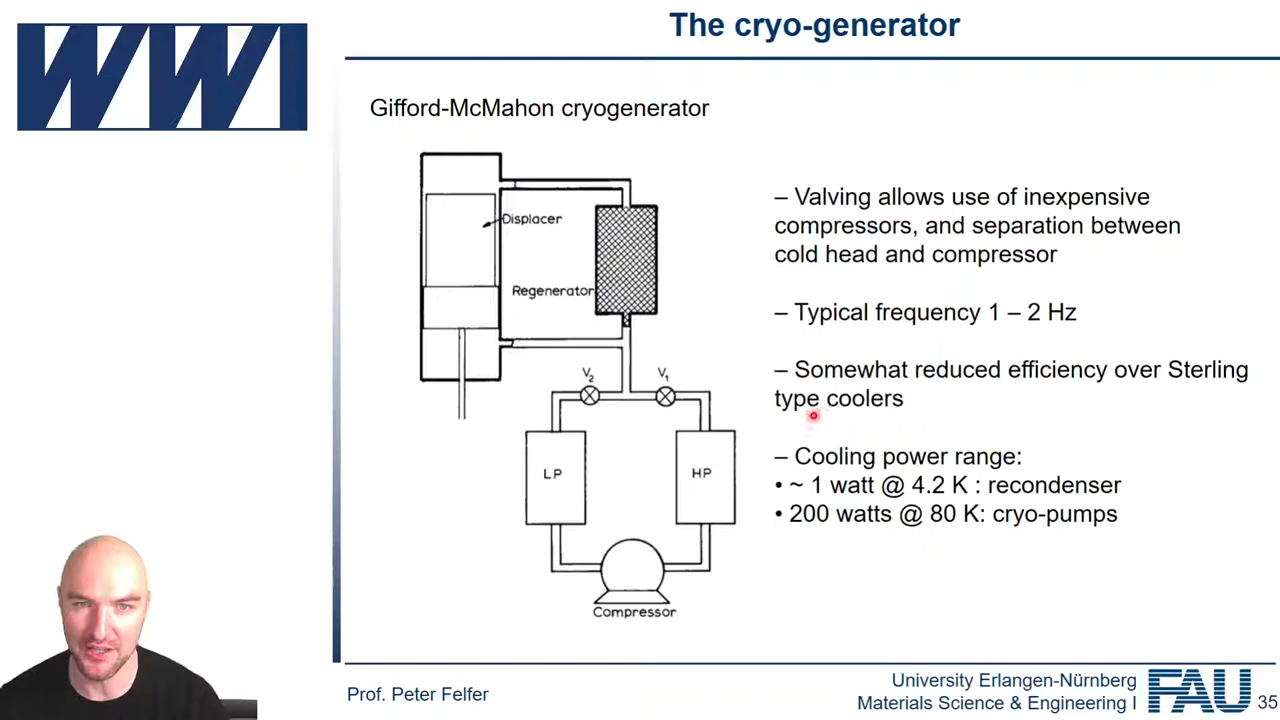 The cryo-generator
WWI
Gifford-McMahon cryogenerator
Displacer
Regenerator
V2
V1
LP
HP
Compressor
– Valving allows use of inexpensive
compressors, and separation between
cold head and compressor
– Typical frequency 1 – 2 Hz
– Somewhat reduced efficiency over Sterling
type coolers
– Cooling power range:
• ~ 1 watt @ 4.2 K : recondenser
• 200 watts @ 80 K: cryo-pumps
Prof. Peter Felfer
University Erlangen-Nürnberg
Materials Science & Engineering I
FAU
35